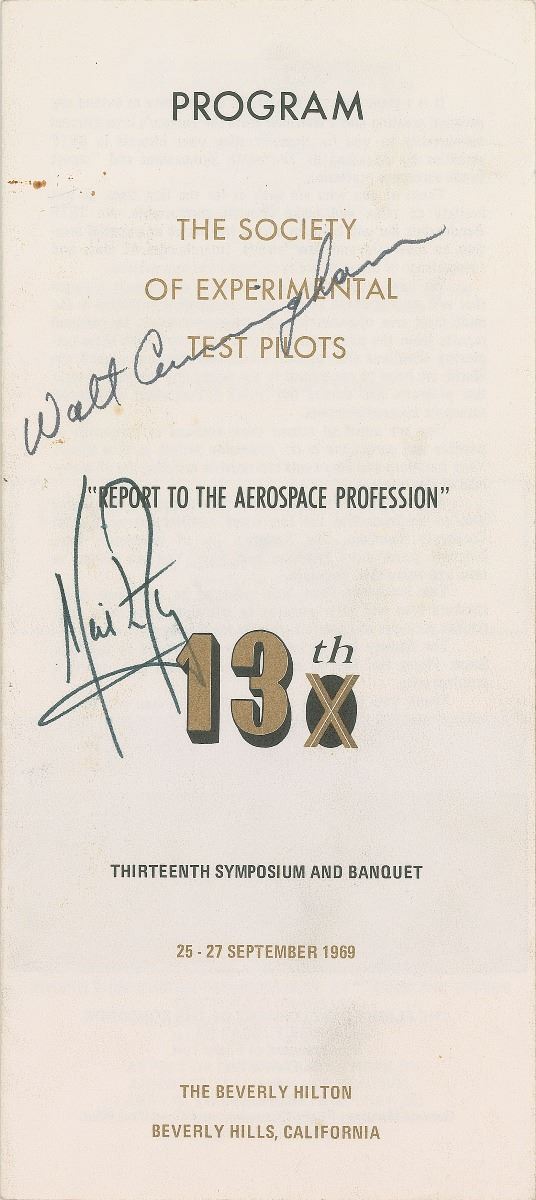 PROGRAM
THE SOCIETY
OF EXPERIMENTAL
TEST PILOTS
Walt Cunningham
"REPORT TO THE AEROSPACE PROFESSION"
Neil
13th
X
THIRTEENTH SYMPOSIUM AND BANQUET
25 - 27 SEPTEMBER 1969
THE BEVERLY HILTON
BEVERLY HILLS, CALIFORNIA